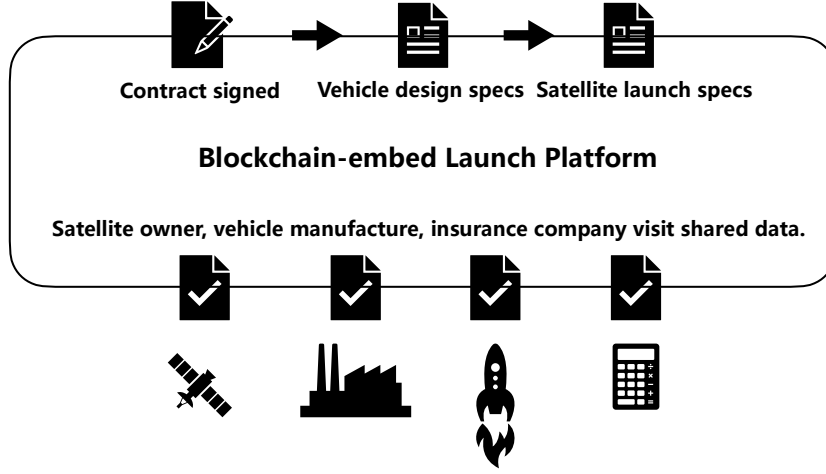 Contract signed
Vehicle design specs
Satellite launch specs
Blockchain-embed Launch Platform
Satellite owner, vehicle manufacture, insurance company visit shared data.